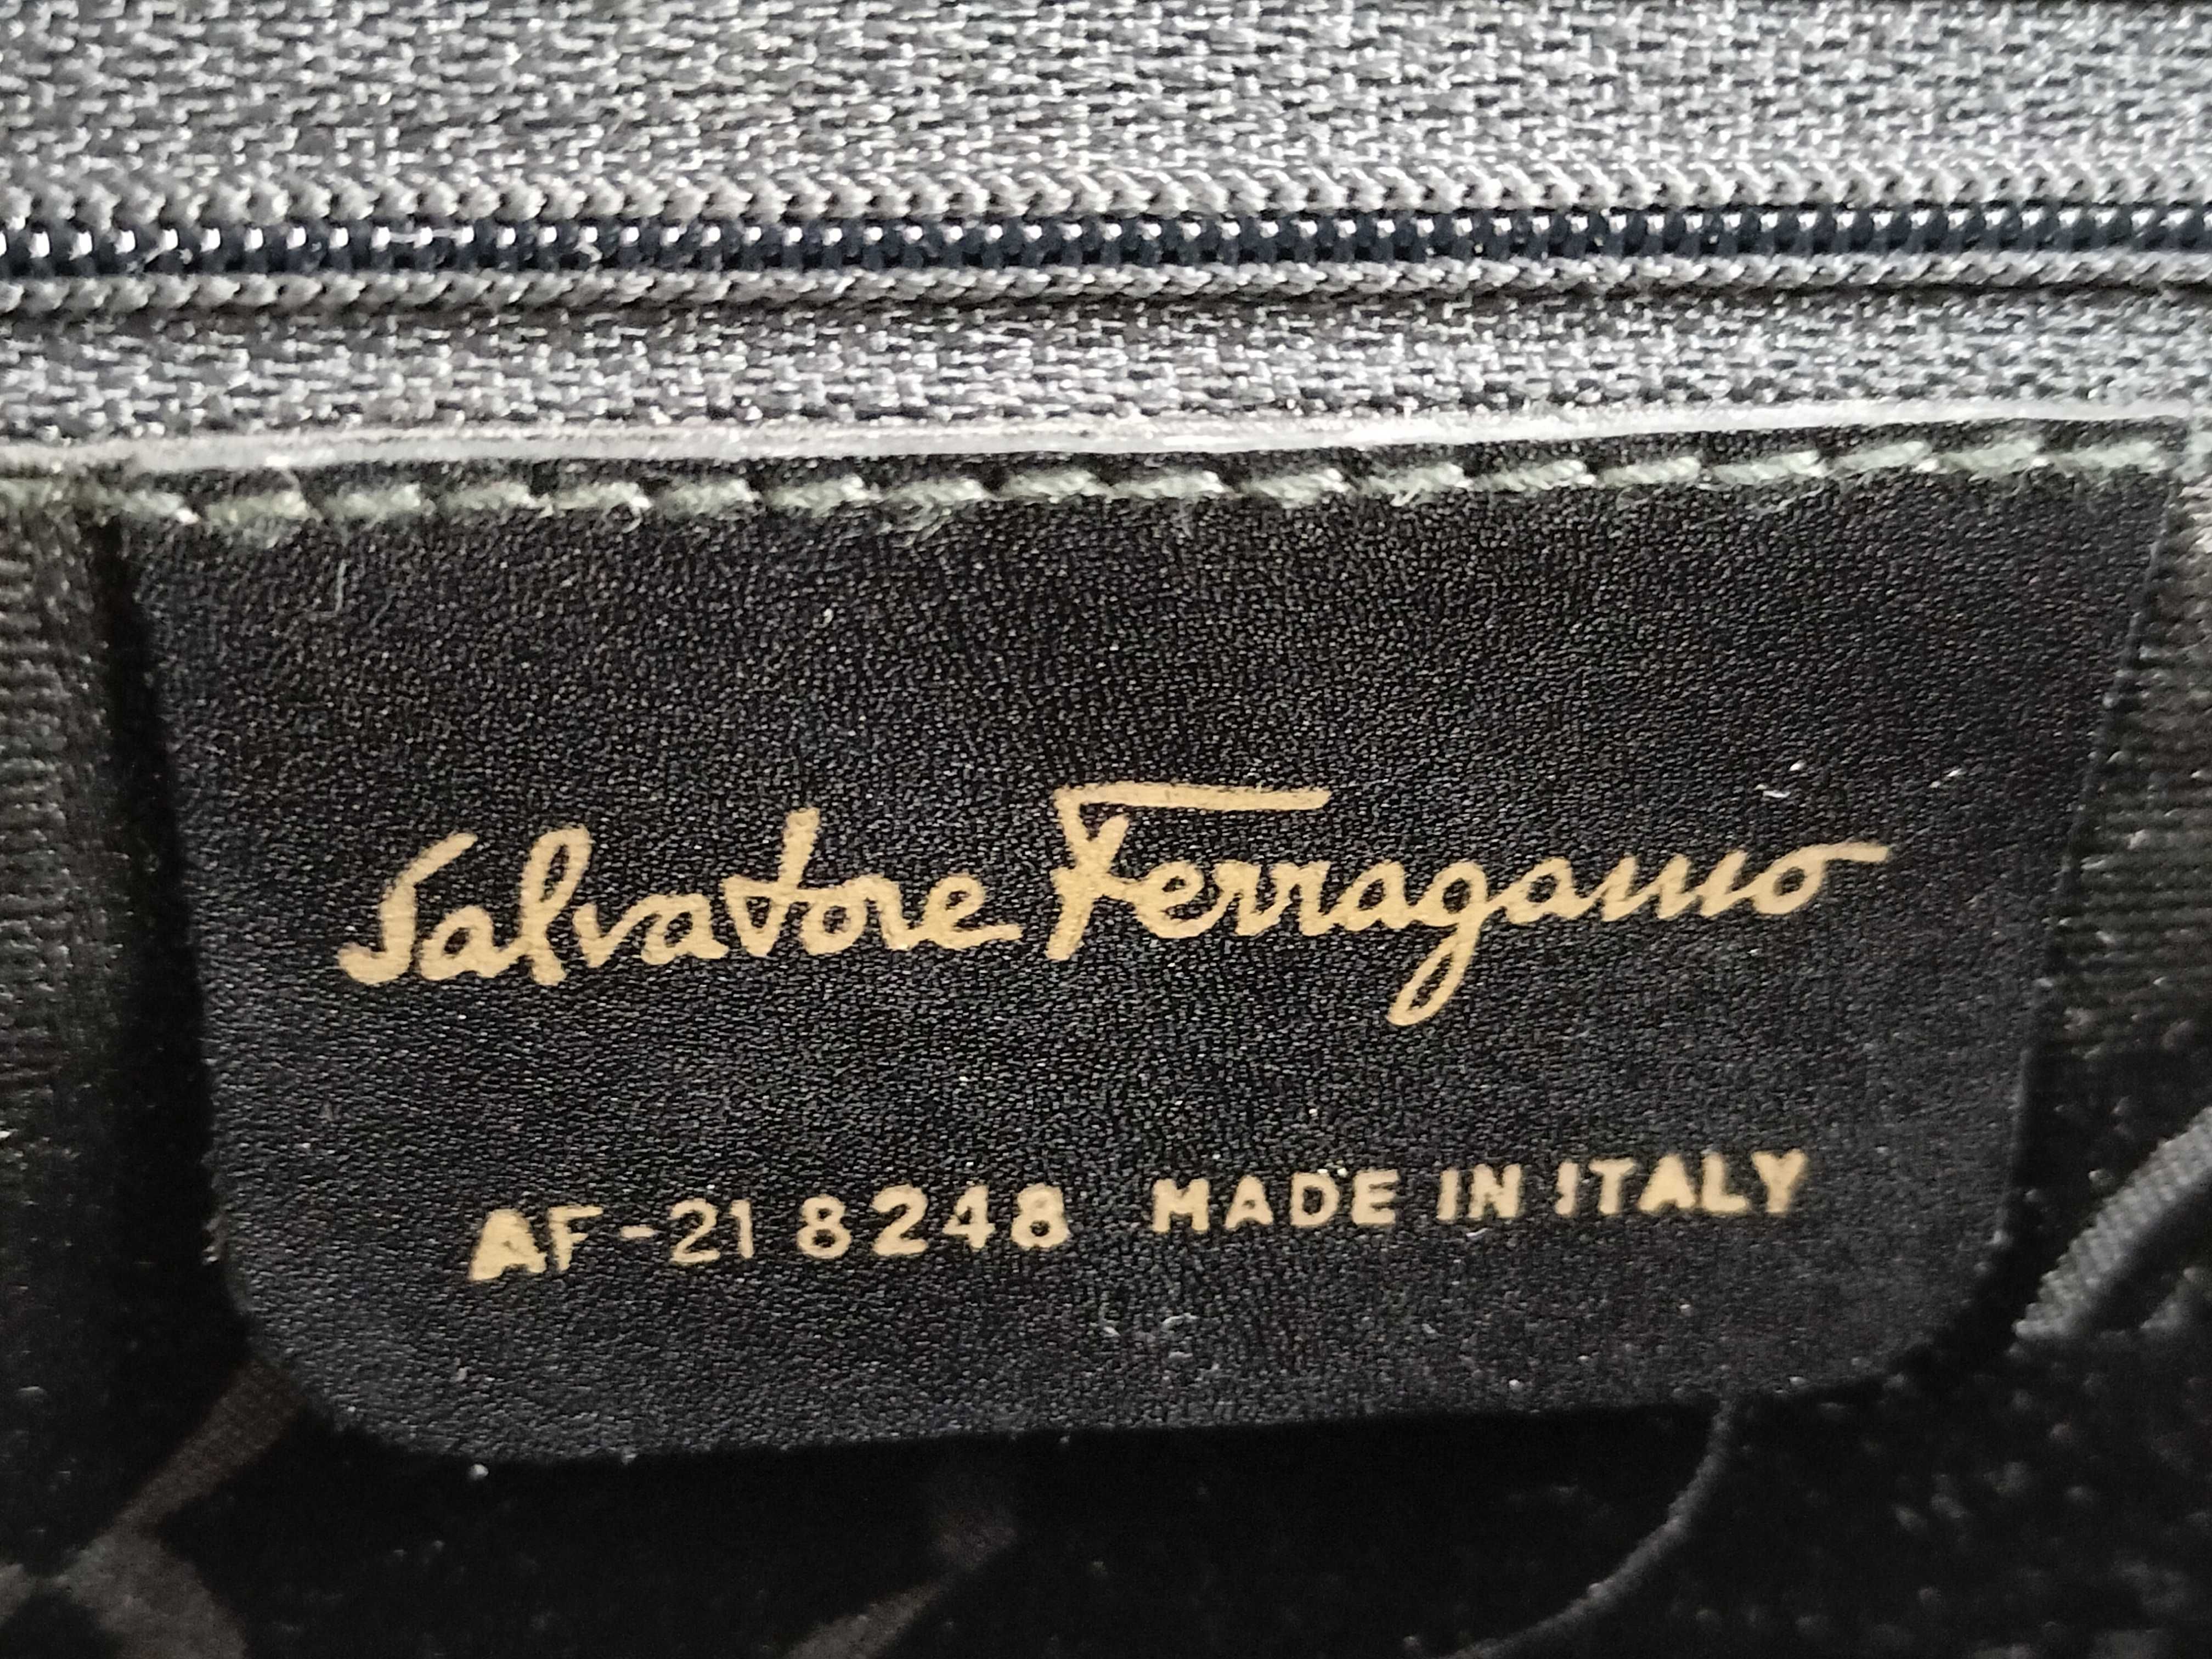 Salvatore Ferragamo
AF-21 8248 MADE IN ITALY